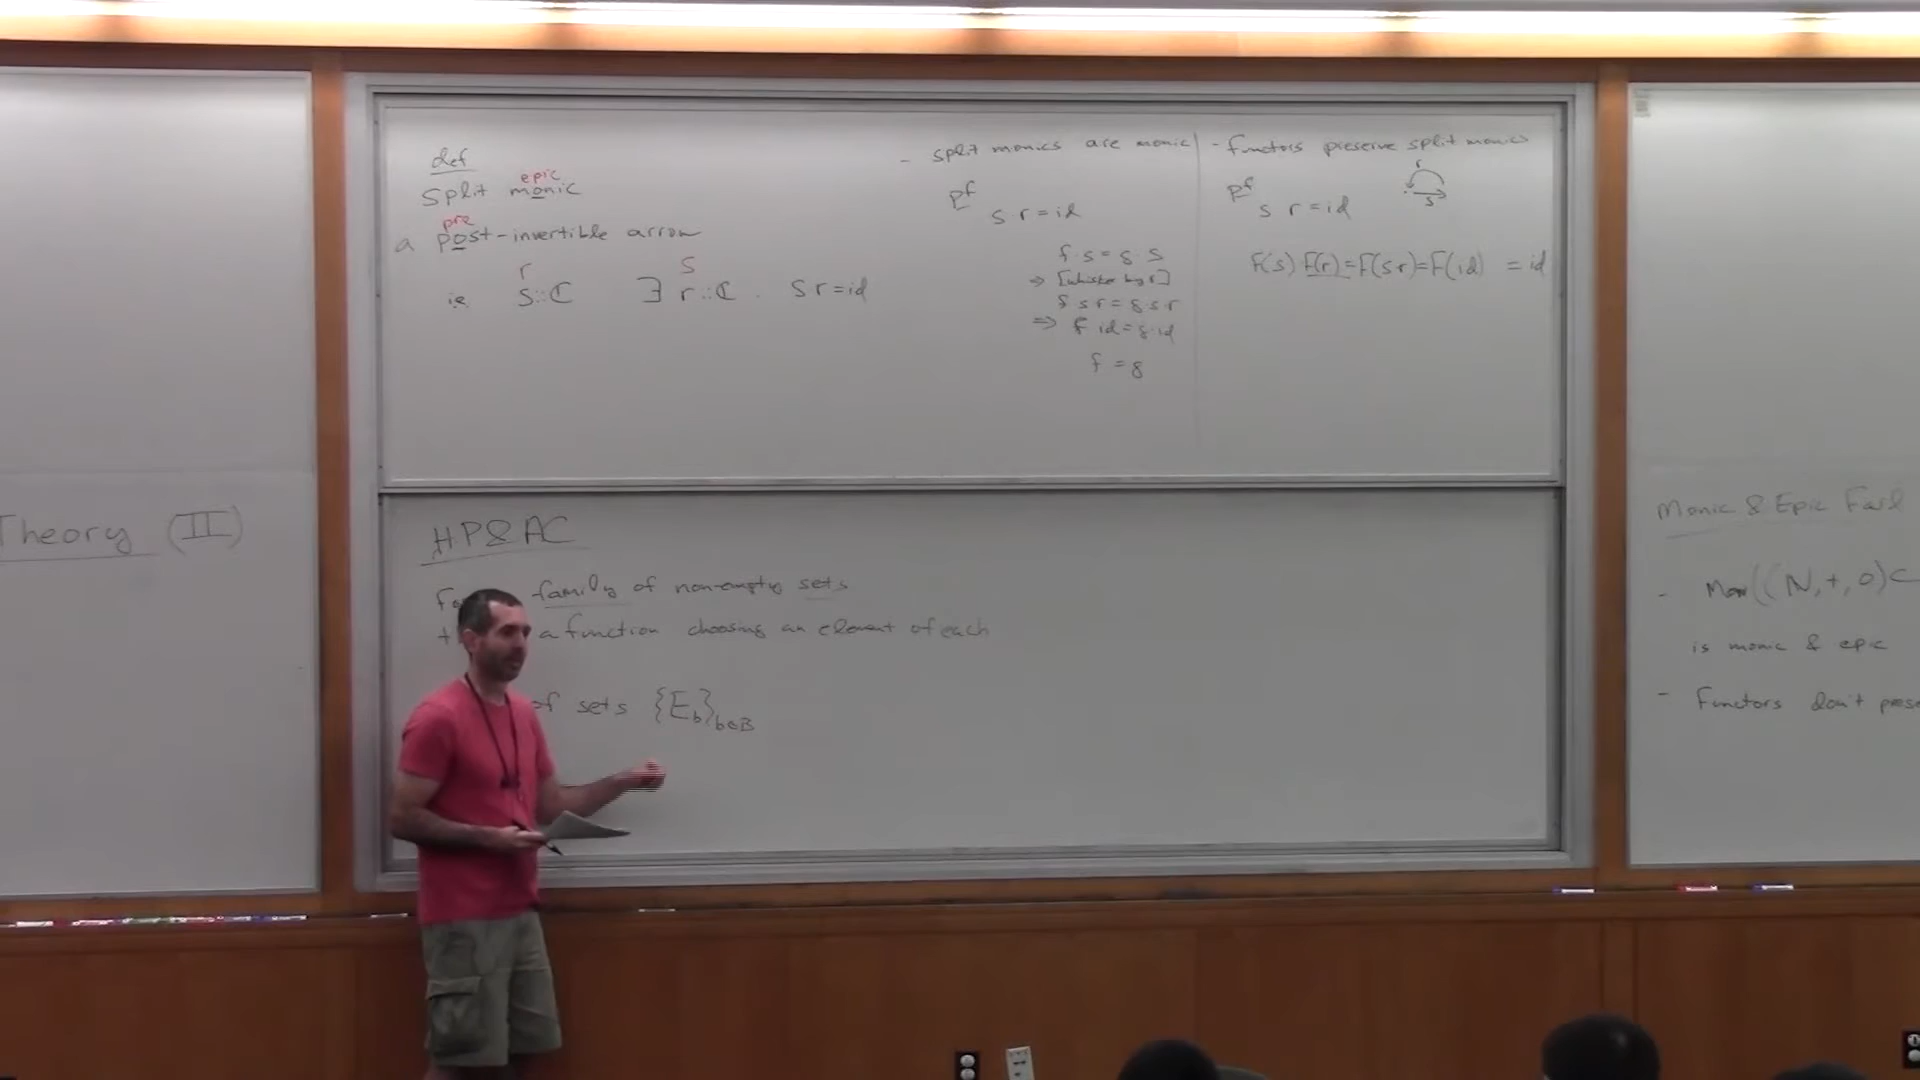 Theory (II)
def
epic
split monic
pre
a post-invertible arrow
r s
ie s::ℂ ∃ r::ℂ . s r = id
- split monics are monic
pf
s r = id
f·s = g·s
⇒ [whisker by r]
f s r = g·s·r
⇒ f id = g·id
f = g
- functors preserve split monics
r
s
pf
s r = id
F(s) F(r) = F(s·r) = F(id) = id
HP & AC
family of non-empty sets
a function choosing an element of each
of sets {E_b}_{b∈B}
Monic & Epic Fail
- Mon((ℕ,+,0)
is monic & epic
- Functors don't